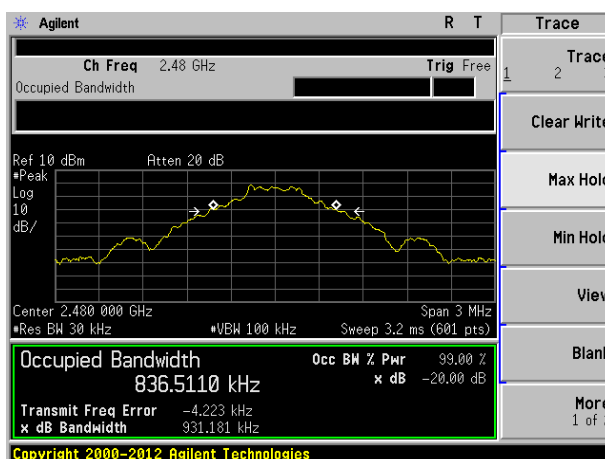 Agilent R T Trace
Ch Freq 2.48 GHz Trig Free
Occupied Bandwidth
Trace
1 2
Clear Write
Max Hold
Min Hold
View
Blank
More
1 of
Ref 10 dBm Atten 20 dB
#Peak
Log
10
dB/
Center 2.480 000 GHz Span 3 MHz
#Res BW 30 kHz #VBW 100 kHz Sweep 3.2 ms (601 pts)
Occupied Bandwidth Occ BW % Pwr 99.00 %
836.5110 kHz x dB -20.00 dB
Transmit Freq Error -4.223 kHz
x dB Bandwidth 931.181 kHz
Copyright 2000-2012 Agilent Technologies